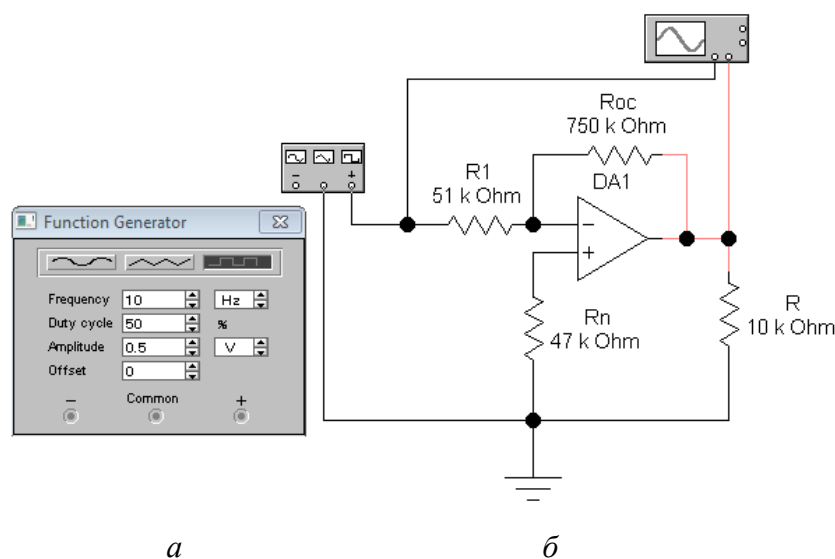 Function Generator
Frequency 10 Hz
Duty cycle 50 %
Amplitude 0.5 V
Offset 0
− Common +
− +
R1
51 k Ohm
Roc
750 k Ohm
DA1
−
+
Rn
47 k Ohm
R
10 k Ohm
а б